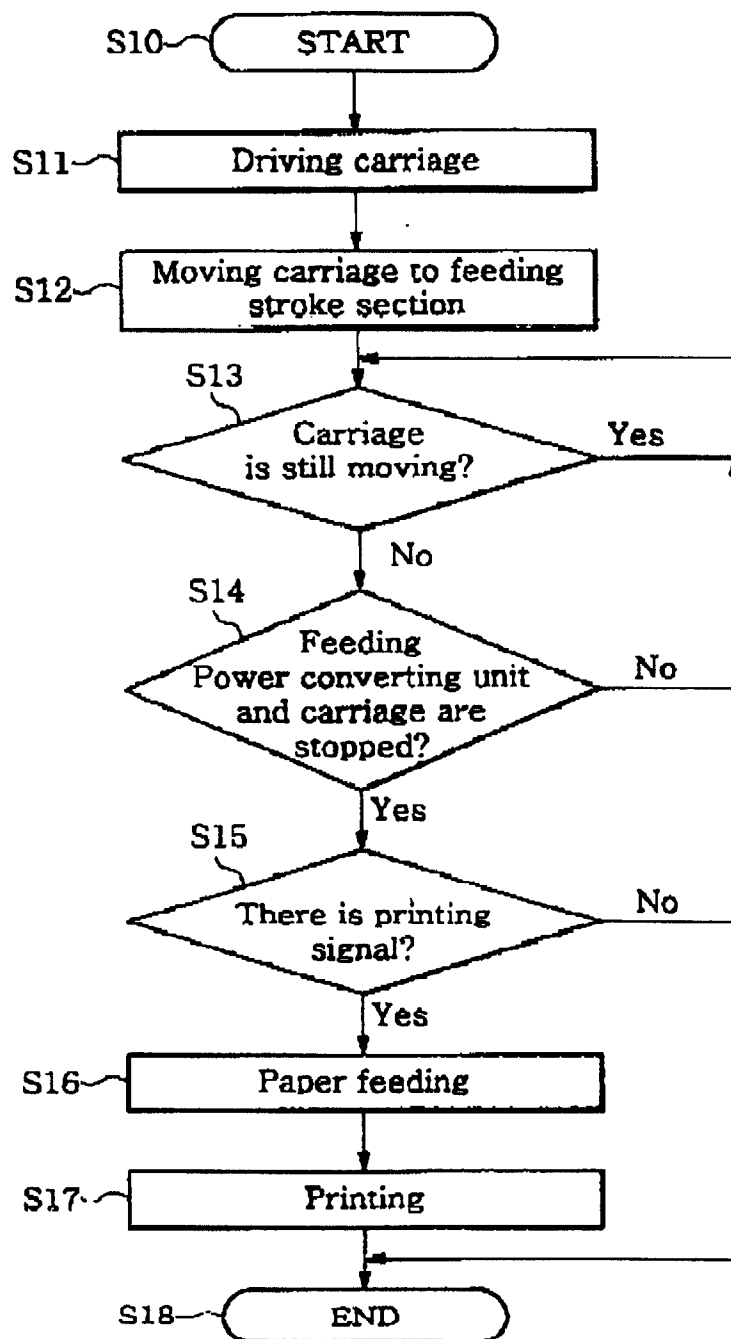 S10
START
S11
Driving carriage
S12
Moving carriage to feeding
stroke section
S13
Carriage
is still moving?
Yes
No
S14
Feeding
Power converting unit
and carriage are
stopped?
No
Yes
S15
There is printing
signal?
No
Yes
S16
Paper feeding
S17
Printing
S18
END